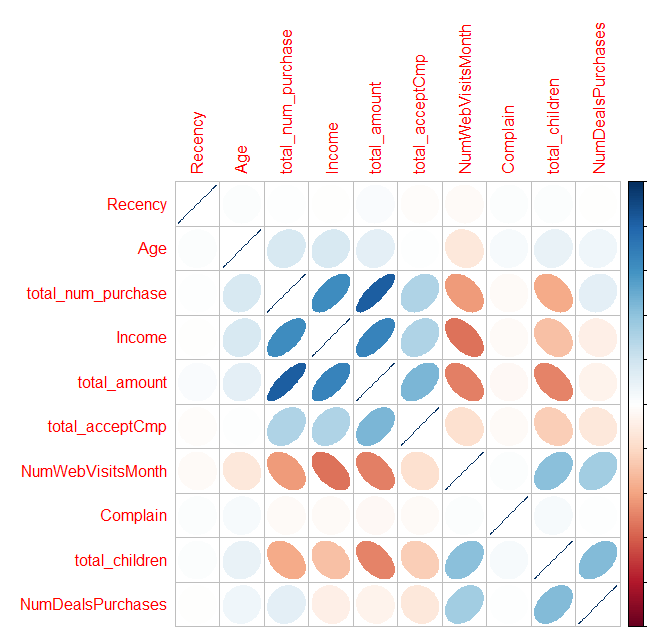 Recency
Age
total_num_purchase
Income
total_amount
total_acceptCmp
NumWebVisitsMonth
Complain
total_children
NumDealsPurchases
Recency
Age
total_num_purchase
Income
total_amount
total_acceptCmp
NumWebVisitsMonth
Complain
total_children
NumDealsPurchases